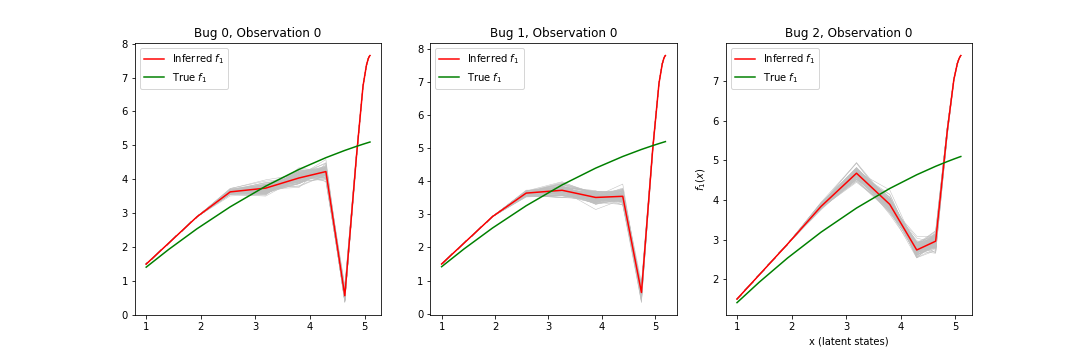 Bug 0, Observation 0
Inferred f₁
True f₁
8
7
6
5
4
3
2
1
0
1 2 3 4 5
Bug 1, Observation 0
Inferred f₁
True f₁
8
7
6
5
4
3
2
1
0
1 2 3 4 5
Bug 2, Observation 0
Inferred f₁
True f₁
f₁(x)
7
6
5
4
3
2
1 2 3 4 5
x (latent states)